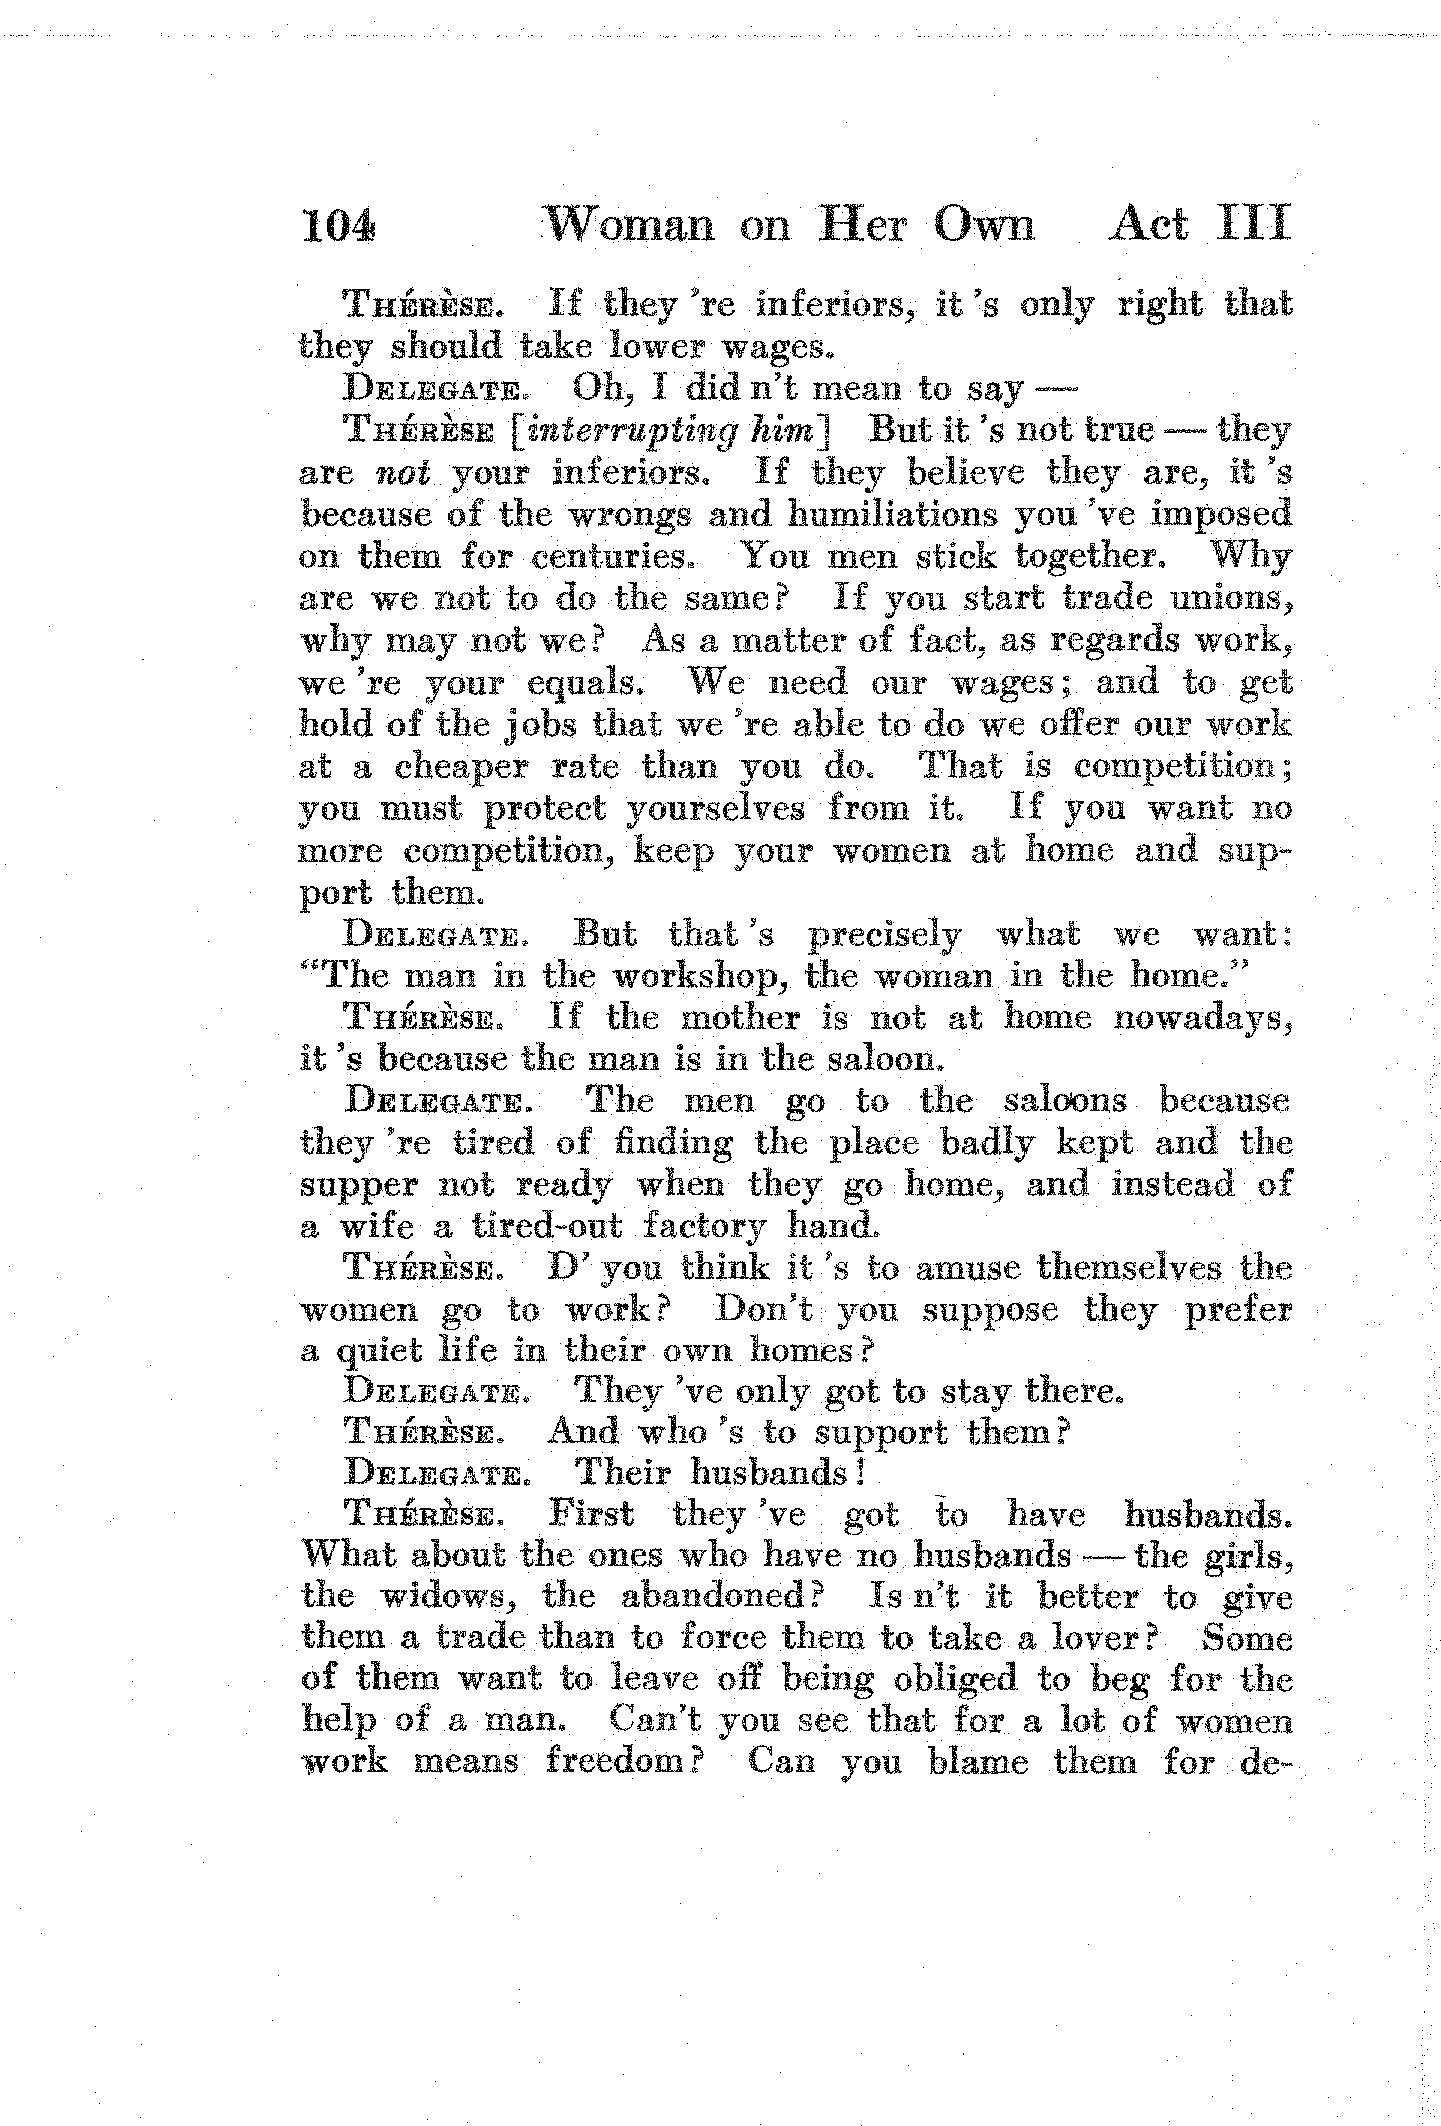 104 Woman on Her Own Act III
THÉRÈSE. If they 're inferiors, it 's only right that
they should take lower wages.
DELEGATE. Oh, I did n't mean to say —
THÉRÈSE [interrupting him] But it 's not true — they
are not your inferiors. If they believe they are, it 's
because of the wrongs and humiliations you 've imposed
on them for centuries. You men stick together. Why
are we not to do the same? If you start trade unions,
why may not we? As a matter of fact, as regards work,
we 're your equals. We need our wages; and to get
hold of the jobs that we 're able to do we offer our work
at a cheaper rate than you do. That is competition;
you must protect yourselves from it. If you want no
more competition, keep your women at home and sup-
port them.
DELEGATE. But that 's precisely what we want:
"The man in the workshop, the woman in the home."
THÉRÈSE. If the mother is not at home nowadays,
it 's because the man is in the saloon.
DELEGATE. The men go to the saloons because
they 're tired of finding the place badly kept and the
supper not ready when they go home, and instead of
a wife a tired-out factory hand.
THÉRÈSE. D' you think it 's to amuse themselves the
women go to work? Don't you suppose they prefer
a quiet life in their own homes?
DELEGATE. They 've only got to stay there.
THÉRÈSE. And who 's to support them?
DELEGATE. Their husbands!
THÉRÈSE. First they 've got to have husbands.
What about the ones who have no husbands — the girls,
the widows, the abandoned? Is n't it better to give
them a trade than to force them to take a lover? Some
of them want to leave off being obliged to beg for the
help of a man. Can't you see that for a lot of women
work means freedom? Can you blame them for de-